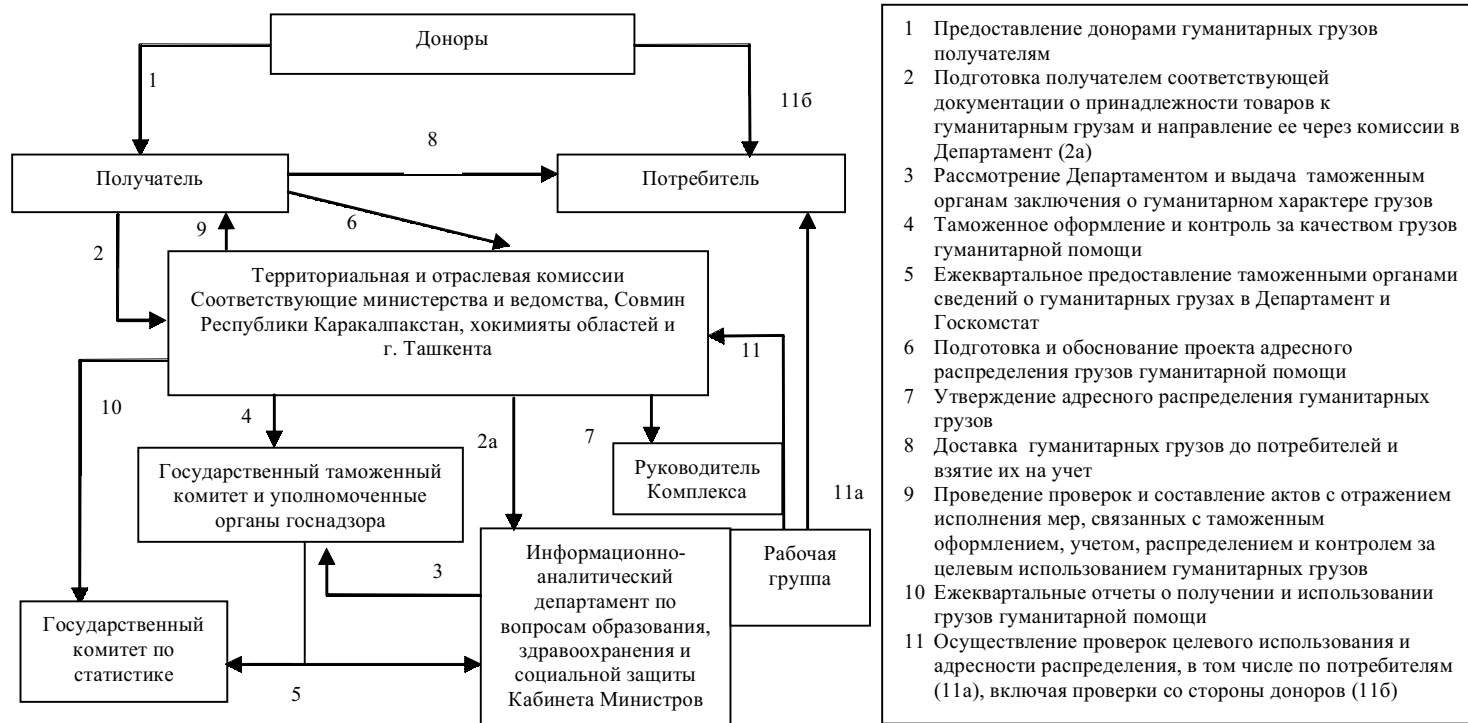 Доноры
1
11б
8
Получатель
Потребитель
2
9
6
Территориальная и отраслевая комиссии
Соответствующие министерства и ведомства, Совмин
Республики Каракалпакстан, хокимияты областей и
г. Ташкента
11
10
4
2а
7
Государственный таможенный
комитет и уполномоченные
органы госнадзора
Руководитель
Комплекса
11а
3
Информационно-
аналитический
департамент по
вопросам образования,
здравоохранения и
социальной защиты
Кабинета Министров
Рабочая
группа
Государственный
комитет по
статистике
5
1 Предоставление донорами гуманитарных грузов
получателям
2 Подготовка получателем соответствующей
документации о принадлежности товаров к
гуманитарным грузам и направление ее через комиссии в
Департамент (2а)
3 Рассмотрение Департаментом и выдача таможенным
органам заключения о гуманитарном характере грузов
4 Таможенное оформление и контроль за качеством грузов
гуманитарной помощи
5 Ежеквартальное предоставление таможенными органами
сведений о гуманитарных грузах в Департамент и
Госкомстат
6 Подготовка и обоснование проекта адресного
распределения грузов гуманитарной помощи
7 Утверждение адресного распределения гуманитарных
грузов
8 Доставка гуманитарных грузов до потребителей и
взятие их на учет
9 Проведение проверок и составление актов с отражением
исполнения мер, связанных с таможенным
оформлением, учетом, распределением и контролем за
целевым использованием гуманитарных грузов
10 Ежеквартальные отчеты о получении и использовании
грузов гуманитарной помощи
11 Осуществление проверок целевого использования и
адресности распределения, в том числе по потребителям
(11а), включая проверки со стороны доноров (11б)